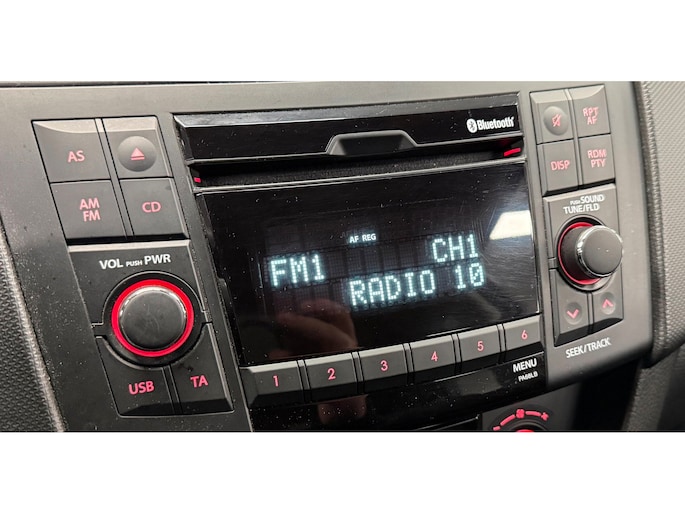 Bluetooth
AS
AM
FM
CD
VOL PUSH PWR
USB
TA
AF REG
FM1
CH1
RADIO 10
1
2
3
4
5
6
MENU
PA88LB
RPT
AF
DISP
RDM
PTY
PUSH SOUND
TUNE/FLD
SEEK/TRACK